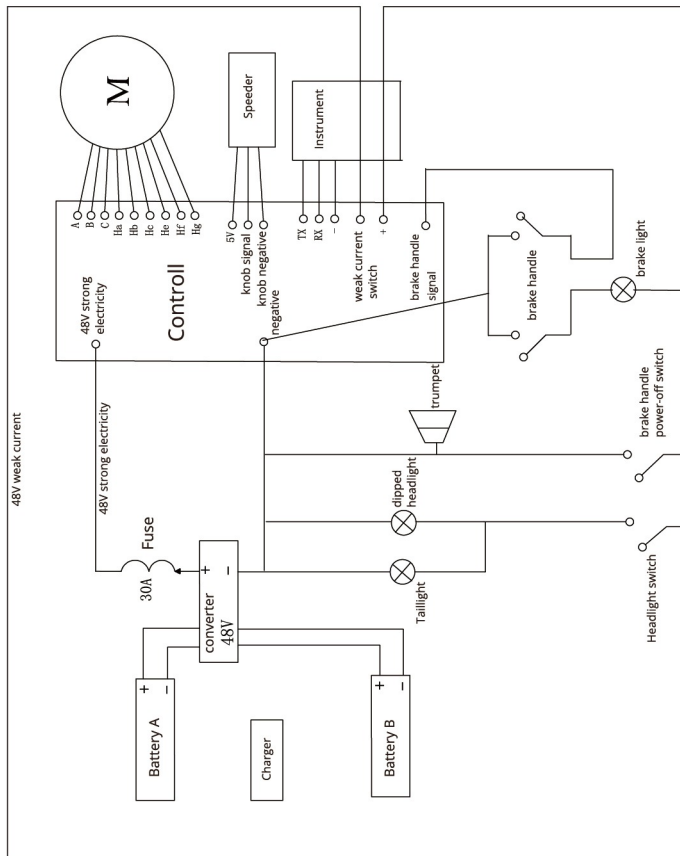 48V weak current
M
A
B
C
Ha
Hb
Hc
He
Hf
Hg
48V strong
electricity
Controll
Speeder
5V
knob signal
knob negative
negative
Instrument
TX
RX
−
weak current
switch
+
brake handle
signal
brake handle
brake light
trumpet
brake handle
power-off switch
48V strong electricity
Fuse
30A
dipped
headlight
Taillight
Headlight switch
+
−
converter
48V
+
−
Battery A
Charger
+
−
Battery B